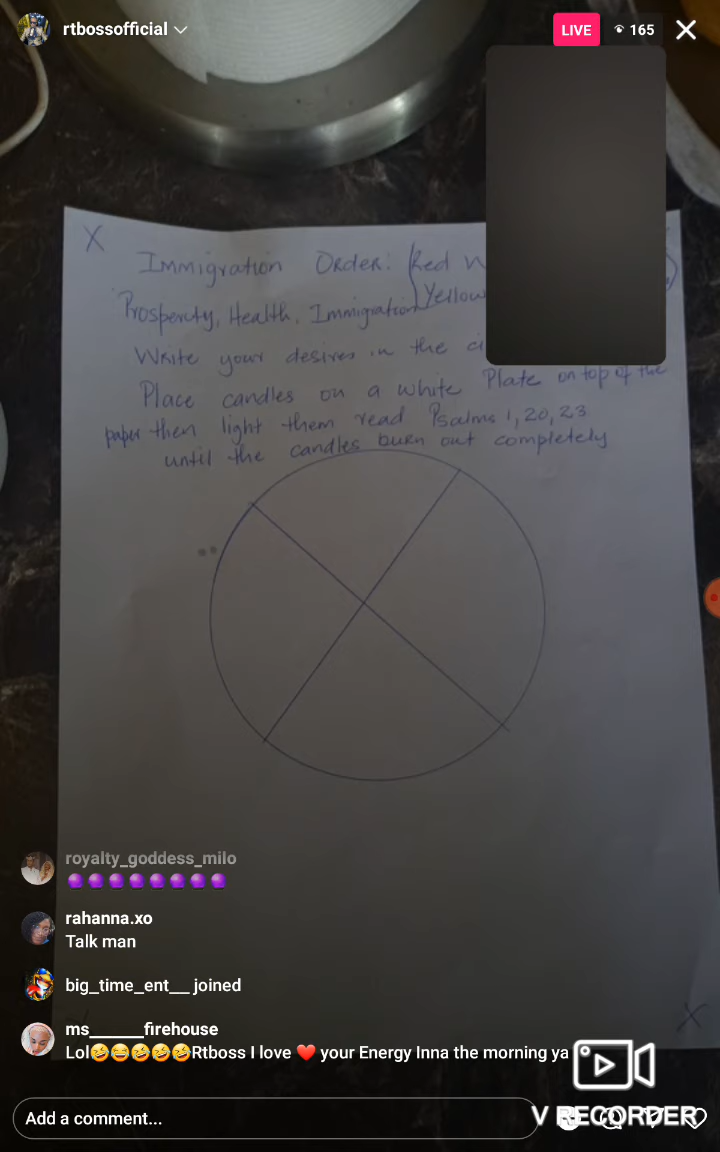 rtbossofficial
LIVE
165
X
Immigration Order: (Red
Prosperity, Health, Immigration (Yellow
Write your desires in the
Place candles on a white Plate on top of the
paper then light them read Psalms 1, 20, 23
until the candles burn out completely
royalty_goddess_milo
🟣🟣🟣🟣🟣🟣🟣🟣
rahanna.xo
Talk man
big_time_ent__ joined
ms______firehouse
Lol🤣😂🤣🤣🤣Rtboss I love ❤️ your Energy Inna the morning ya
X
Add a comment...
V RECORDER